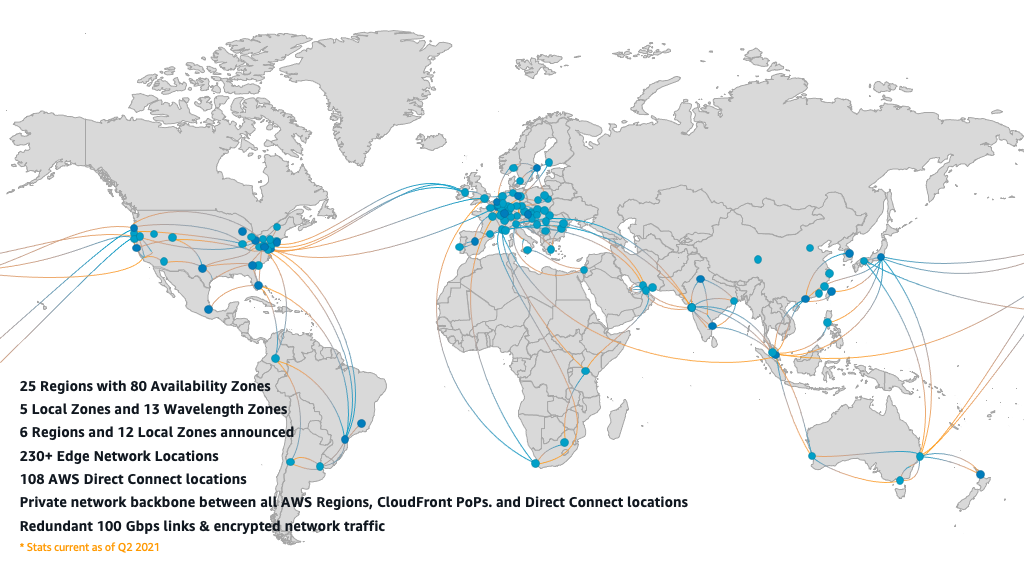 25 Regions with 80 Availability Zones
5 Local Zones and 13 Wavelength Zones
6 Regions and 12 Local Zones announced
230+ Edge Network Locations
108 AWS Direct Connect locations
Private network backbone between all AWS Regions, CloudFront PoPs. and Direct Connect locations
Redundant 100 Gbps links & encrypted network traffic
* Stats current as of Q2 2021